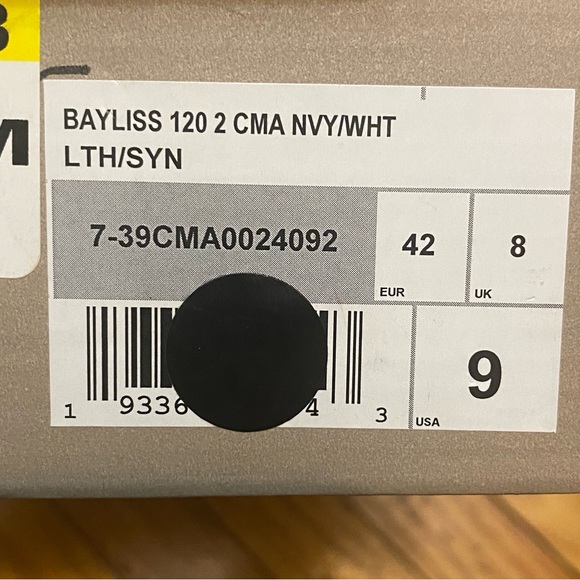 BAYLISS 120 2 CMA NVY/WHT
LTH/SYN
7-39CMA0024092
42
EUR
8
UK
1 9336 4 3
9
USA